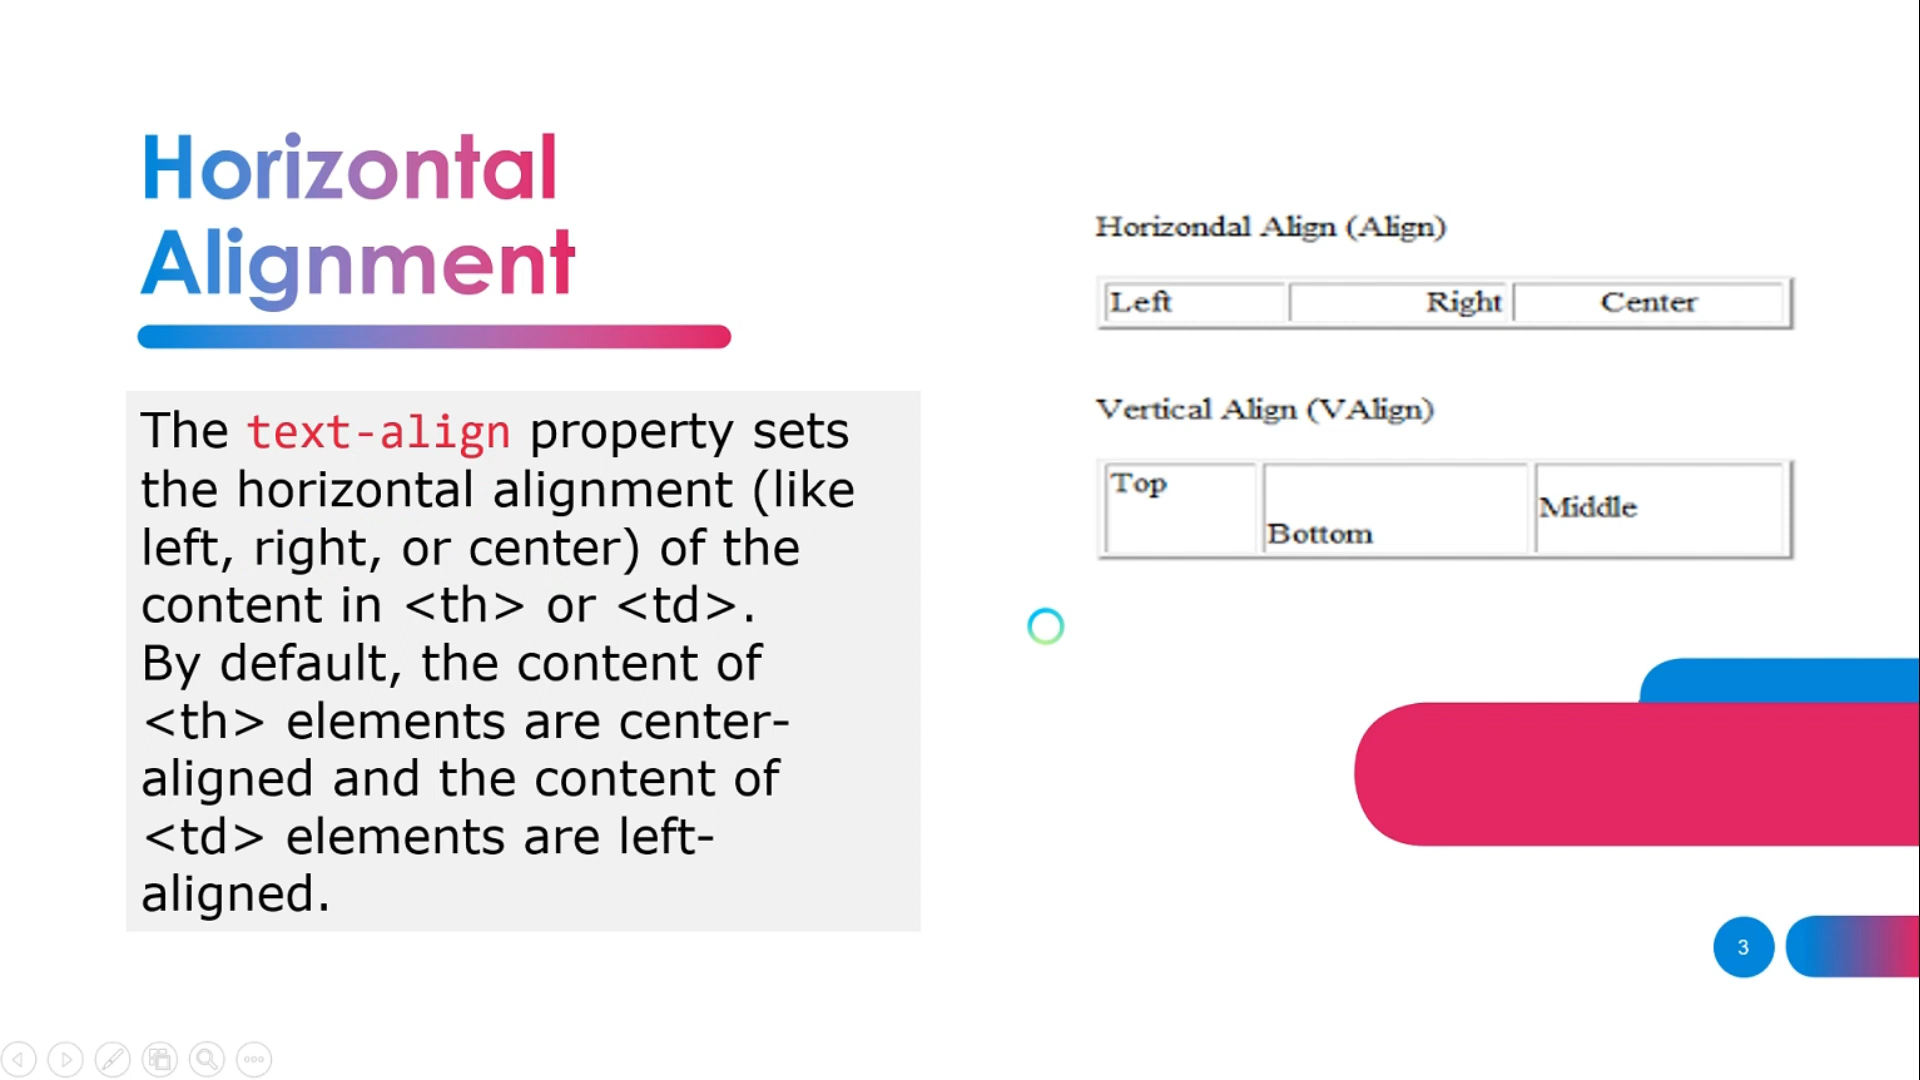 Horizontal
Alignment
The text-align property sets
the horizontal alignment (like
left, right, or center) of the
content in <th> or <td>.
By default, the content of
<th> elements are center-
aligned and the content of
<td> elements are left-
aligned.
Horizondal Align (Align)
Left Right Center
Vertical Align (VAlign)
Top
Middle
Bottom
3